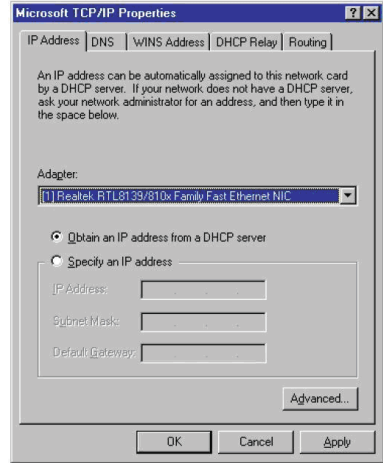 Microsoft TCP/IP Properties
IP Address DNS WINS Address DHCP Relay Routing
An IP address can be automatically assigned to this network card
by a DHCP server. If your network does not have a DHCP server,
ask your network administrator for an address, and then type it in
the space below.
Adapter:
[1] Realtek RTL8139/810x Family Fast Ethernet NIC
Obtain an IP address from a DHCP server
Specify an IP address
IP Address:
Subnet Mask:
Default Gateway:
Advanced...
OK Cancel Apply